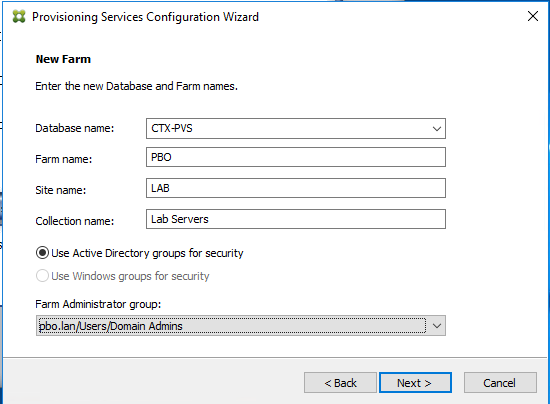 Provisioning Services Configuration Wizard
New Farm
Enter the new Database and Farm names.
Database name: CTX-PVS
Farm name: PBO
Site name: LAB
Collection name: Lab Servers
Use Active Directory groups for security
Use Windows groups for security
Farm Administrator group:
pbo.lan/Users/Domain Admins
< Back Next > Cancel